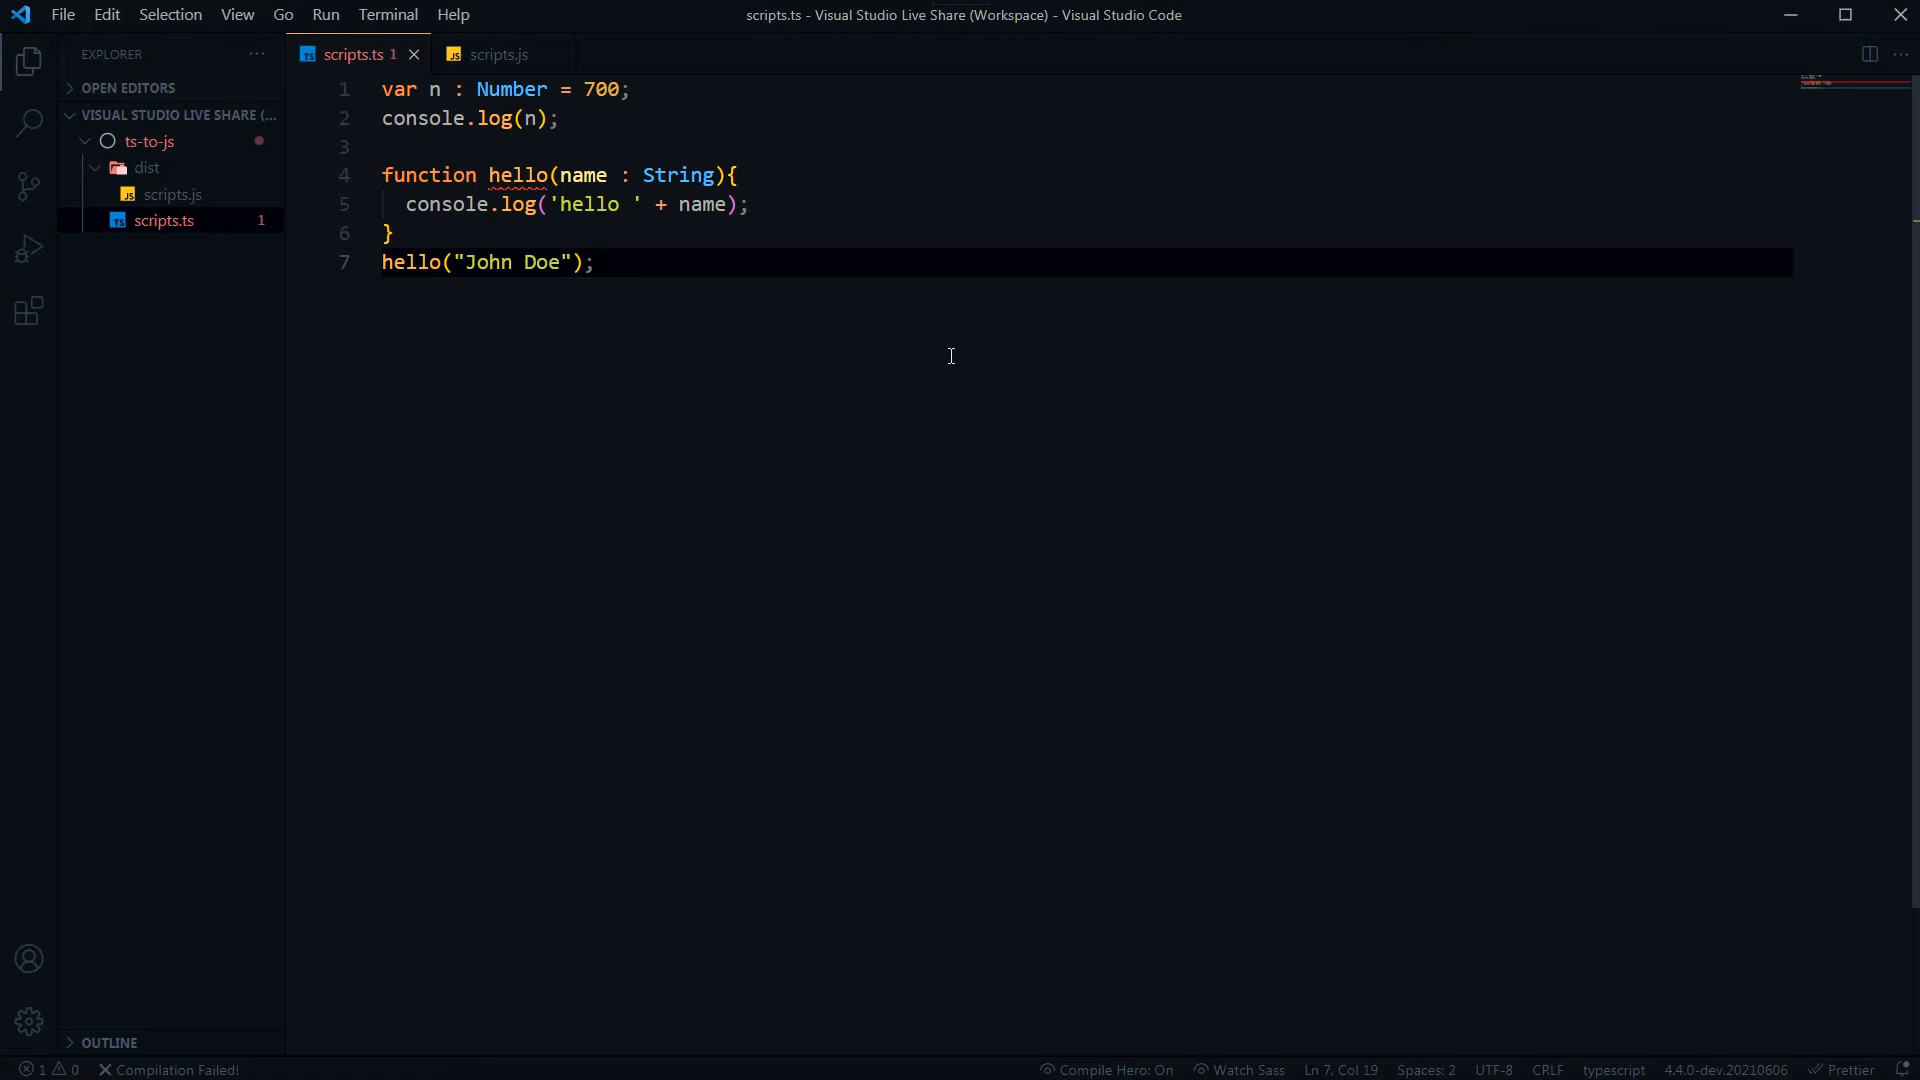 File Edit Selection View Go Run Terminal Help
scripts.ts - Visual Studio Live Share (Workspace) - Visual Studio Code
EXPLORER ···
TS scripts.ts 1
JS scripts.js
OPEN EDITORS
VISUAL STUDIO LIVE SHARE (...
ts-to-js
dist
JS scripts.js
TS scripts.ts 1
1 var n : Number = 700;
2 console.log(n);
3
4 function hello(name : String){
5 console.log('hello ' + name);
6 }
7 hello("John Doe");
OUTLINE
1 0 Compilation Failed!
Compile Hero: On Watch Sass Ln 7, Col 19 Spaces: 2 UTF-8 CRLF typescript 4.4.0-dev.20210606 Prettier